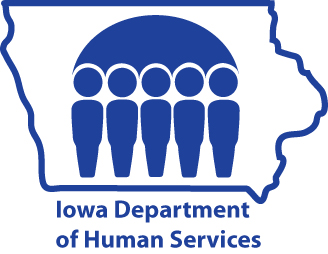 Iowa Department
of Human Services